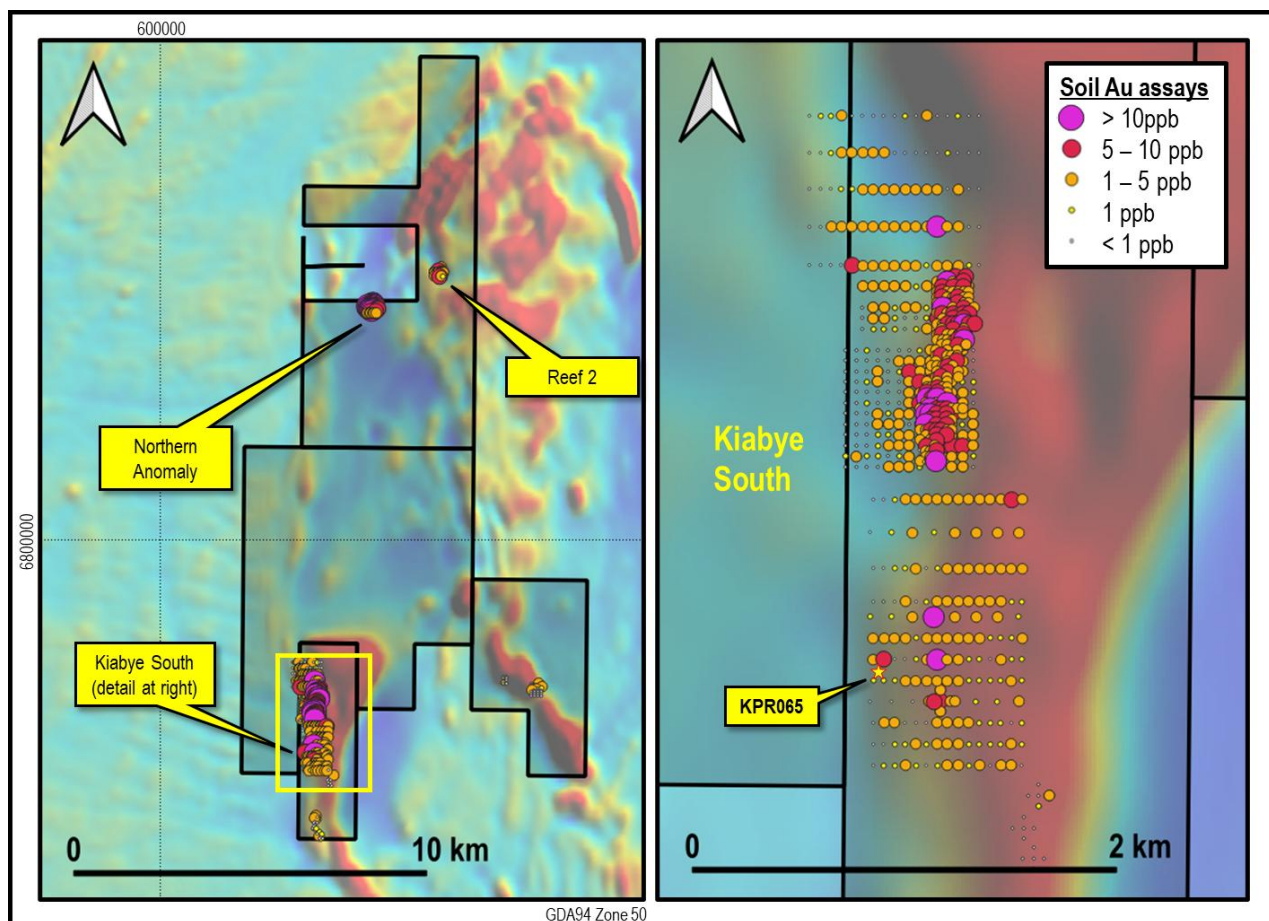 600000
6800000
Reef 2
Northern
Anomaly
Kiabye South
(detail at right)
0
10 km
GDA94 Zone 50
Soil Au assays
> 10ppb
5 – 10 ppb
1 – 5 ppb
1 ppb
< 1 ppb
Kiabye
South
KPR065
0
2 km